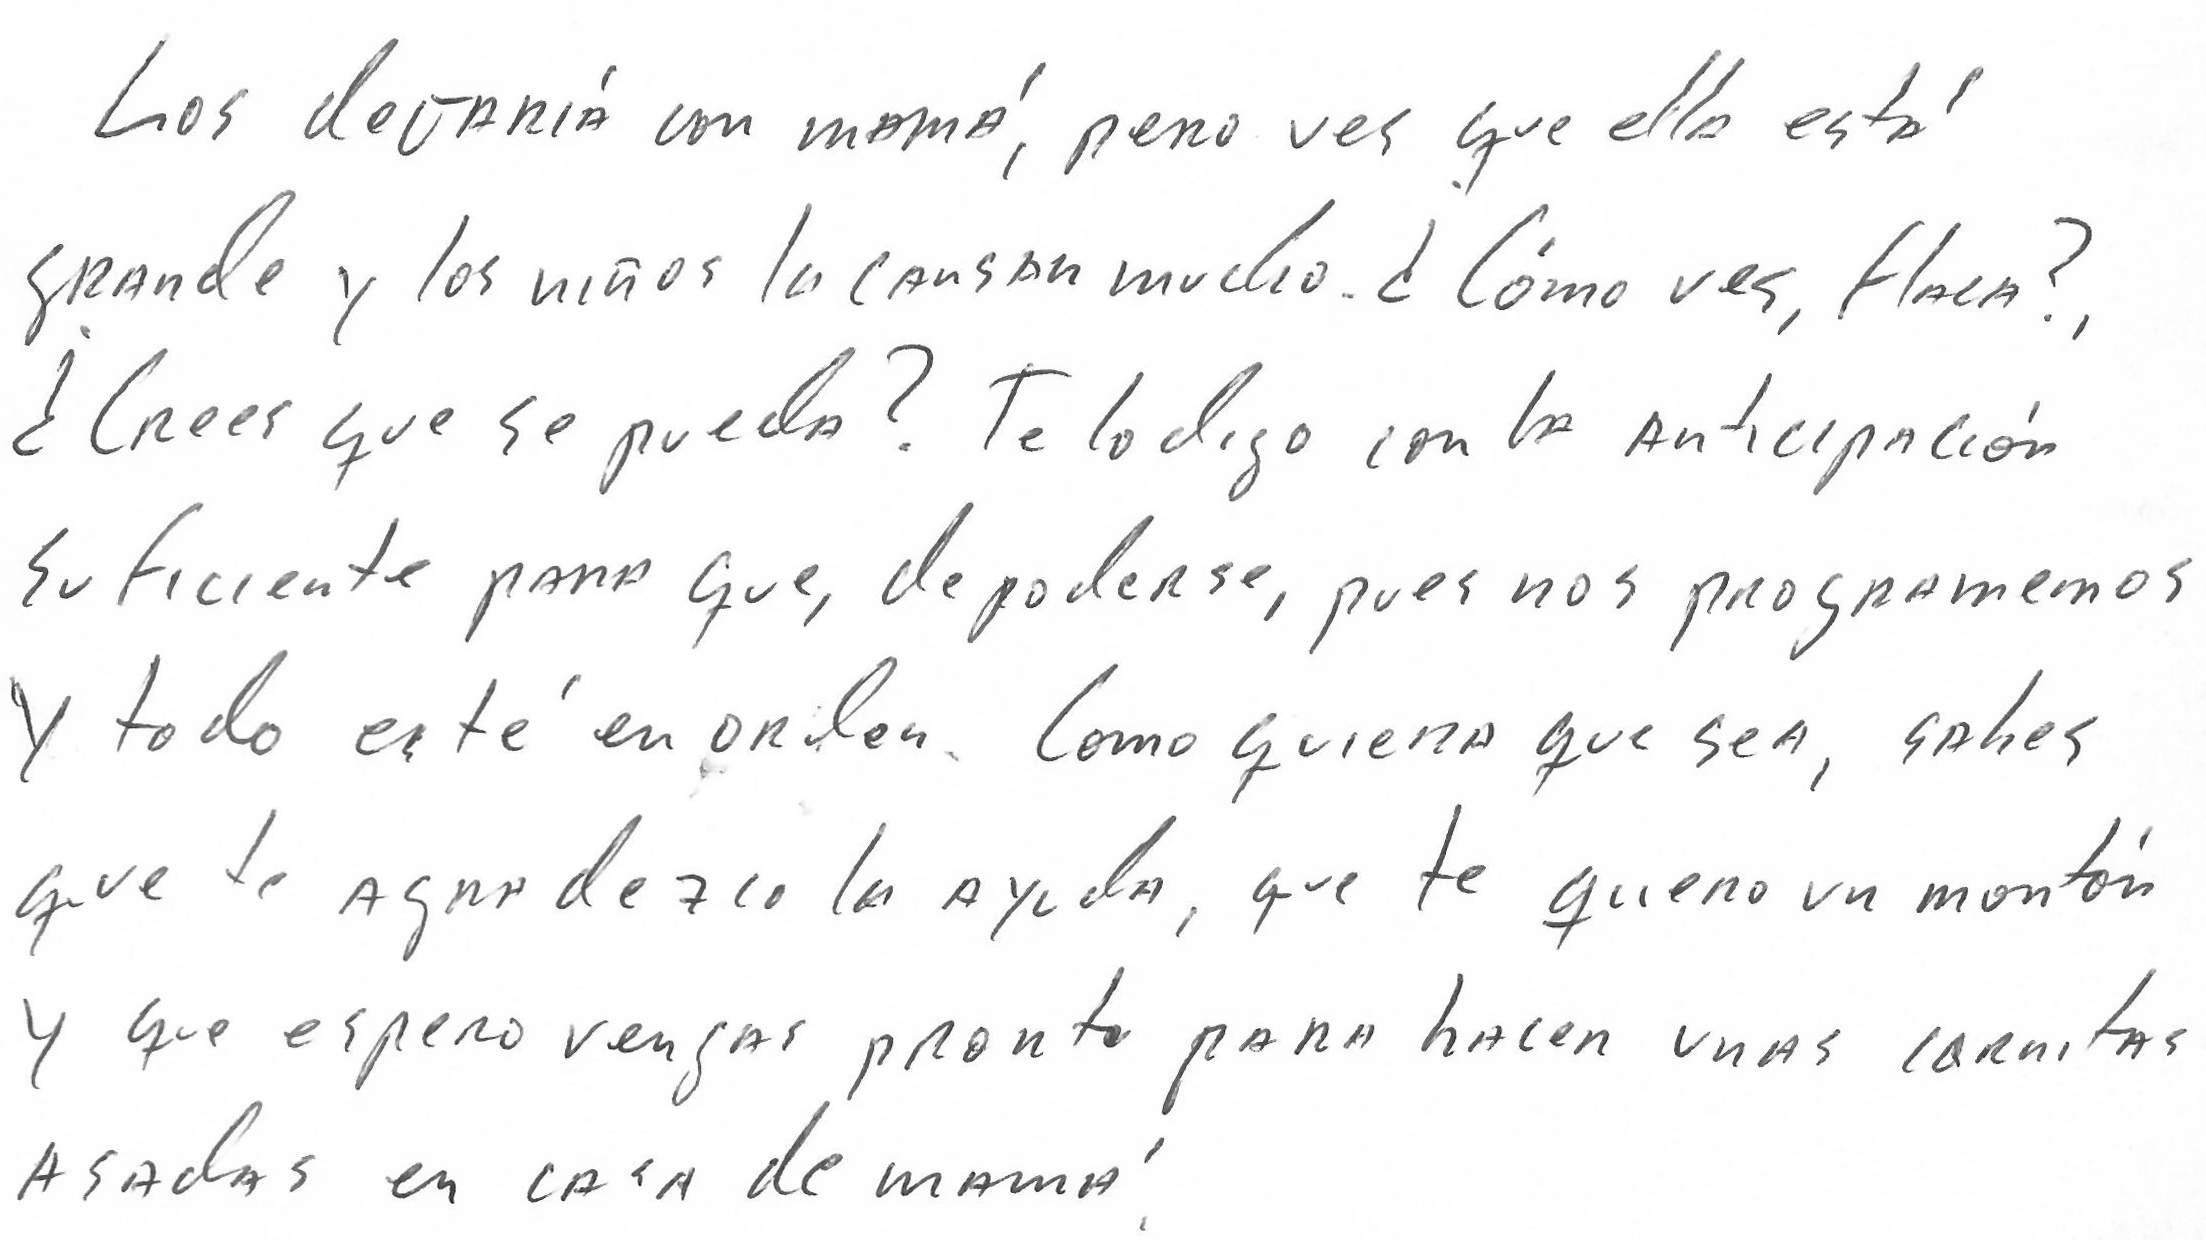 Los dejaría con mamá, pero ves que ella está
grande y los niños la cansan mucho. ¿Cómo ves, flaca?,
¿Crees que se pueda? Te lo digo con la anticipación
suficiente para que, de poderse, pues nos programemos
y todo esté en orden. Como quiera que sea, sabes
que te agradezco la ayuda, que te quiero un montón
y que espero vengas pronto para hacer unas carnitas
asadas en casa de mamá.